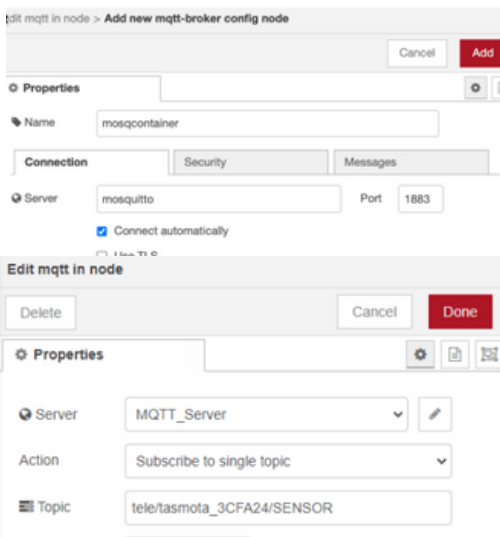 dit mqtt in node > Add new mqtt-broker config node
Cancel Add
Properties
Name mosqcontainer
Connection Security Messages
Server mosquitto Port 1883
Connect automatically
Use TLS
Edit mqtt in node
Delete Cancel Done
Properties
Server MQTT_Server
Action Subscribe to single topic
Topic tele/tasmota_3CFA24/SENSOR